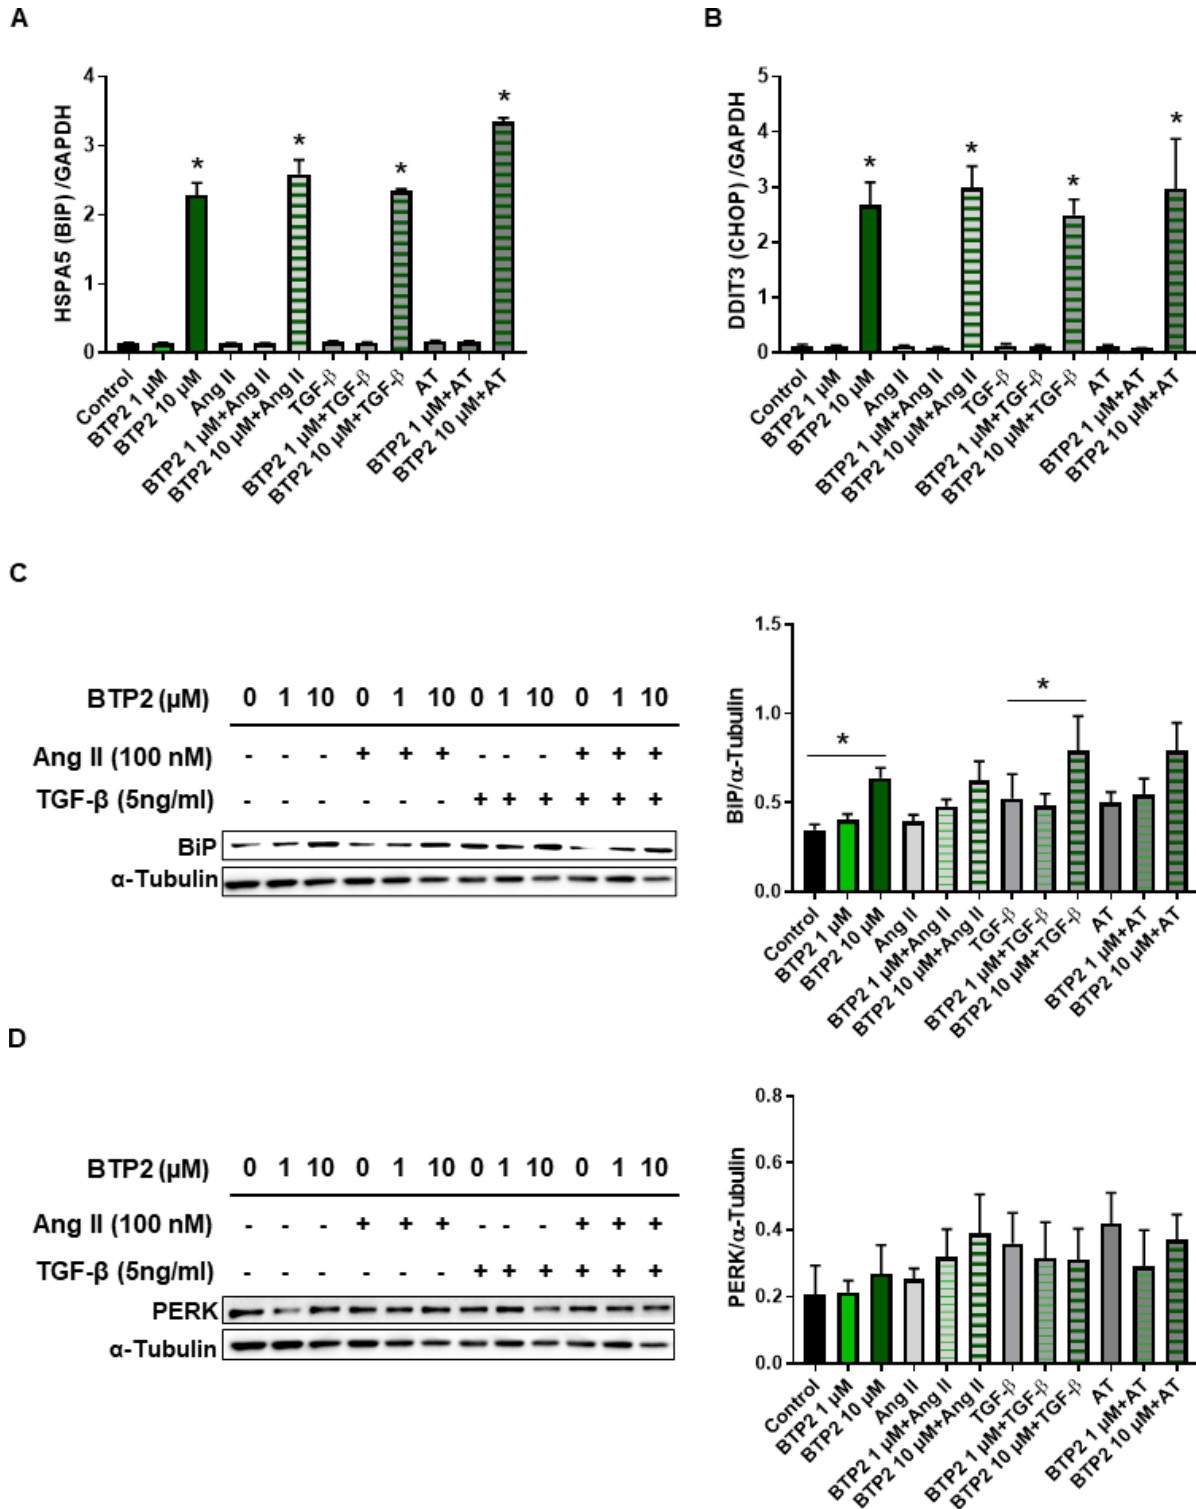 A
HSPA5 (BiP) /GAPDH
4
3
2
1
0
*
*
*
*
Control
BTP2 1 µM
BTP2 10 µM
Ang II
BTP2 1 µM+Ang II
BTP2 10 µM+Ang II
TGF-β
BTP2 1 µM+TGF-β
BTP2 10 µM+TGF-β
AT
BTP2 1 µM+AT
BTP2 10 µM+AT
B
DDIT3 (CHOP) /GAPDH
5
4
3
2
1
0
*
*
*
*
Control
BTP2 1 µM
BTP2 10 µM
Ang II
BTP2 1 µM+Ang II
BTP2 10 µM+Ang II
TGF-β
BTP2 1 µM+TGF-β
BTP2 10 µM+TGF-β
AT
BTP2 1 µM+AT
BTP2 10 µM+AT
C
BTP2 (µM) 0 1 10 0 1 10 0 1 10 0 1 10
Ang II (100 nM) - - - + + + - - - + + +
TGF-β (5ng/ml) - - - - - - + + + + + +
BiP
α-Tubulin
BiP/α-Tubulin
1.5
1.0
0.5
0.0
*
*
Control
BTP2 1 µM
BTP2 10 µM
Ang II
BTP2 1 µM+Ang II
BTP2 10 µM+Ang II
TGF-β
BTP2 1 µM+TGF-β
BTP2 10 µM+TGF-β
AT
BTP2 1 µM+AT
BTP2 10 µM+AT
D
BTP2 (µM) 0 1 10 0 1 10 0 1 10 0 1 10
Ang II (100 nM) - - - + + + - - - + + +
TGF-β (5ng/ml) - - - - - - + + + + + +
PERK
α-Tubulin
PERK/α-Tubulin
0.8
0.6
0.4
0.2
0.0
Control
BTP2 1 µM
BTP2 10 µM
Ang II
BTP2 1 µM+Ang II
BTP2 10 µM+Ang II
TGF-β
BTP2 1 µM+TGF-β
BTP2 10 µM+TGF-β
AT
BTP2 1 µM+AT
BTP2 10 µM+AT